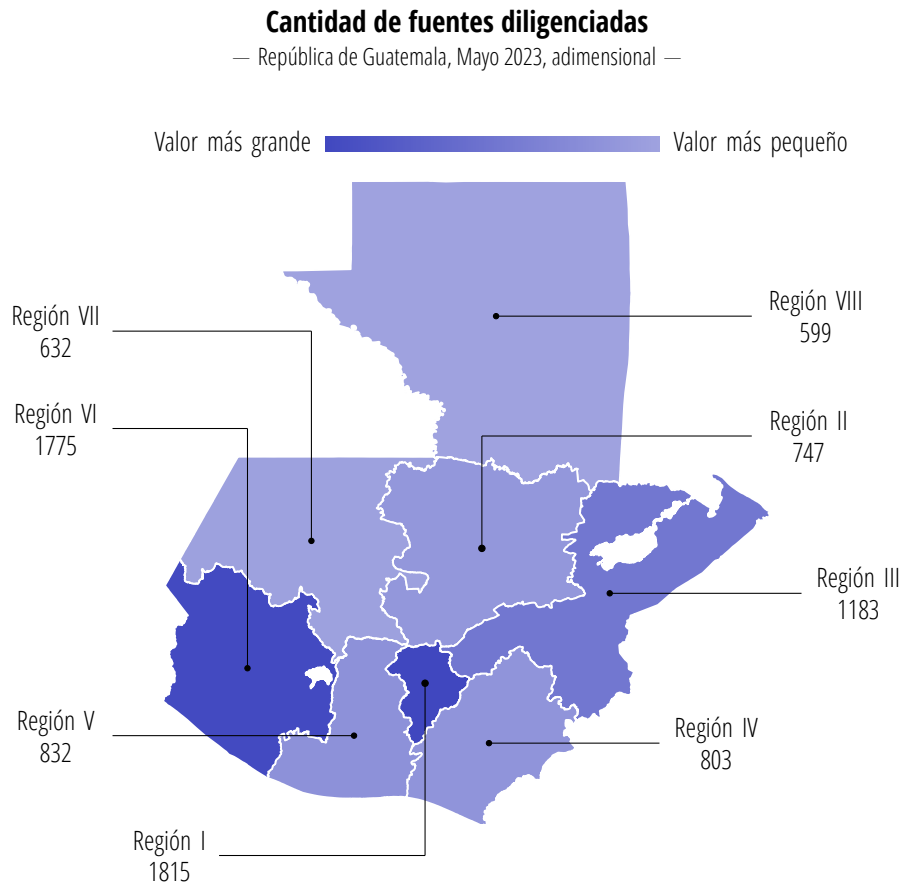 Cantidad de fuentes diligenciadas
— República de Guatemala, Mayo 2023, adimensional —
Valor más grande
Valor más pequeño
Región VIII
599
Región VII
632
Región VI
1775
Región II
747
Región III
1183
Región V
832
Región IV
803
Región I
1815